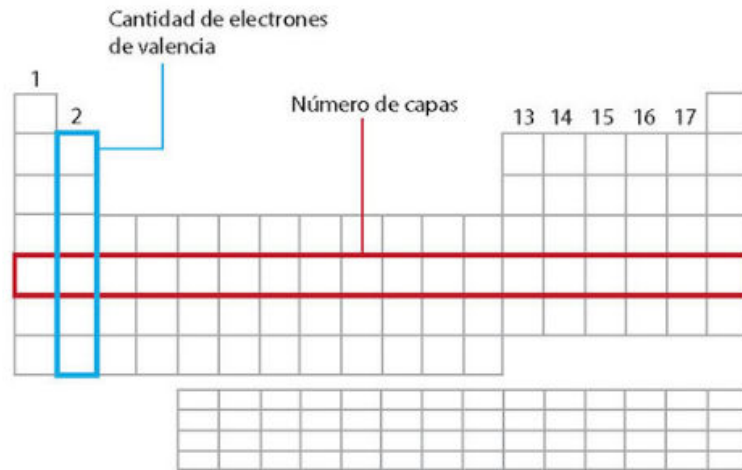 Cantidad de electrones
de valencia
1
2
Número de capas
13 14 15 16 17